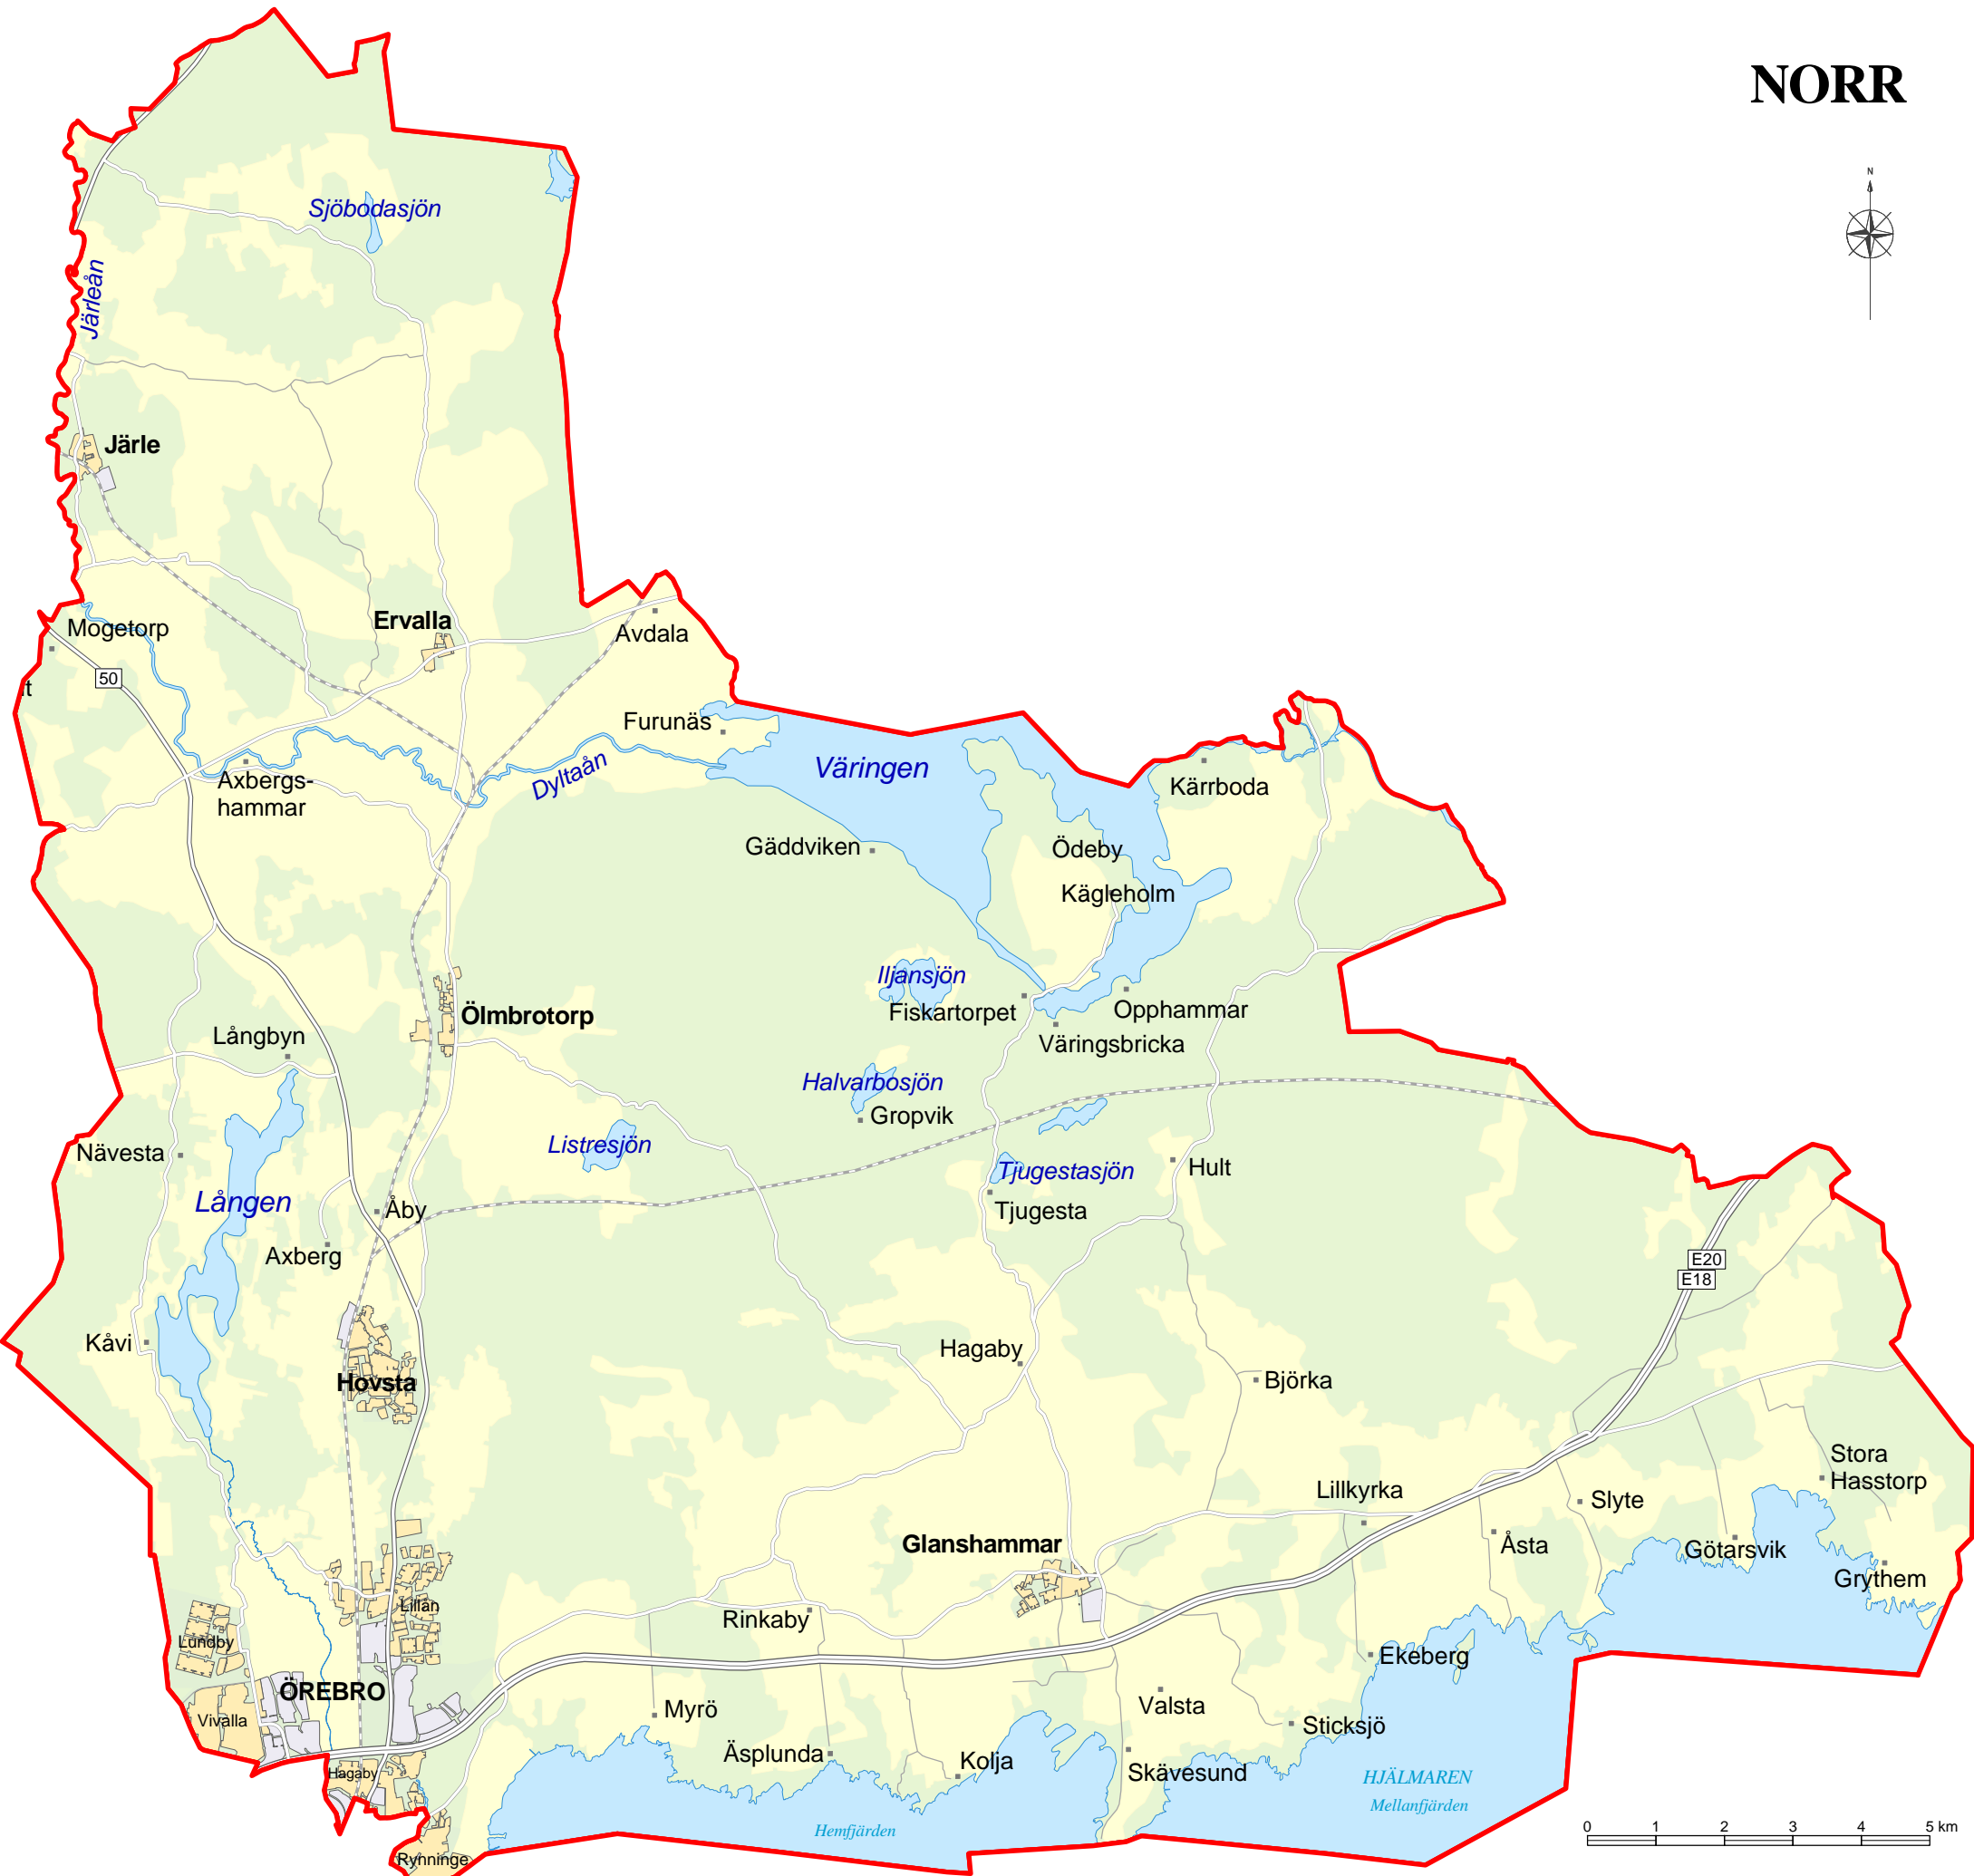 NORR
N
Sjöbodasjön
Järleån
Järle
Ervalla
Mogetorp
Avdala
50
Furunäs
Väringen
Dyltaån
Axbergs-
hammar
Kärrboda
Gäddviken
Ödeby
Kägleholm
Iljansjön
Fiskartorpet
Opphammar
Ölmbrotorp
Långbyn
Väringsbricka
Halvarbosjön
Gropvik
Listresjön
Nävesta
Tjugestasjön
Hult
Lången
Åby
Tjugesta
Axberg
E20
E18
Kåvi
Hagaby
Hovsta
Björka
Stora
Hasstorp
Lillkyrka
Slyte
Glanshammar
Åsta
Götarsvik
Grythem
Lillån
Rinkaby
Lundby
Ekeberg
ÖREBRO
Vivalla
Myrö
Valsta
Sticksjö
Äsplunda
Kolja
Skävesund
Hagaby
HJÄLMAREN
Mellanfjärden
Hemfjärden
Rynninge
0 1 2 3 4 5 km